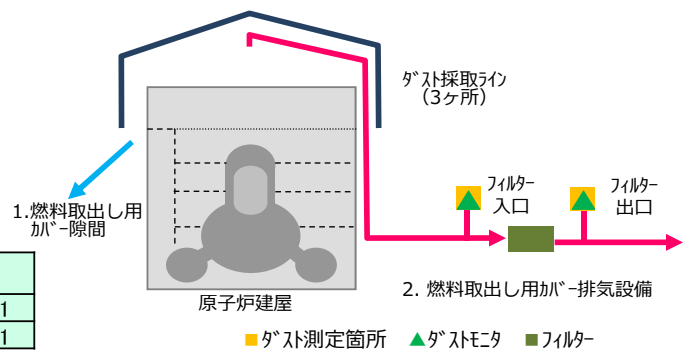 ダスト採取ライン
(3ヶ所)
フィルター
入口
フィルター
出口
1.燃料取出し用
カバー隙間
原子炉建屋
2. 燃料取出し用カバー排気設備
1
1
■ダスト測定箇所 ▲ダストモニタ ■フィルター